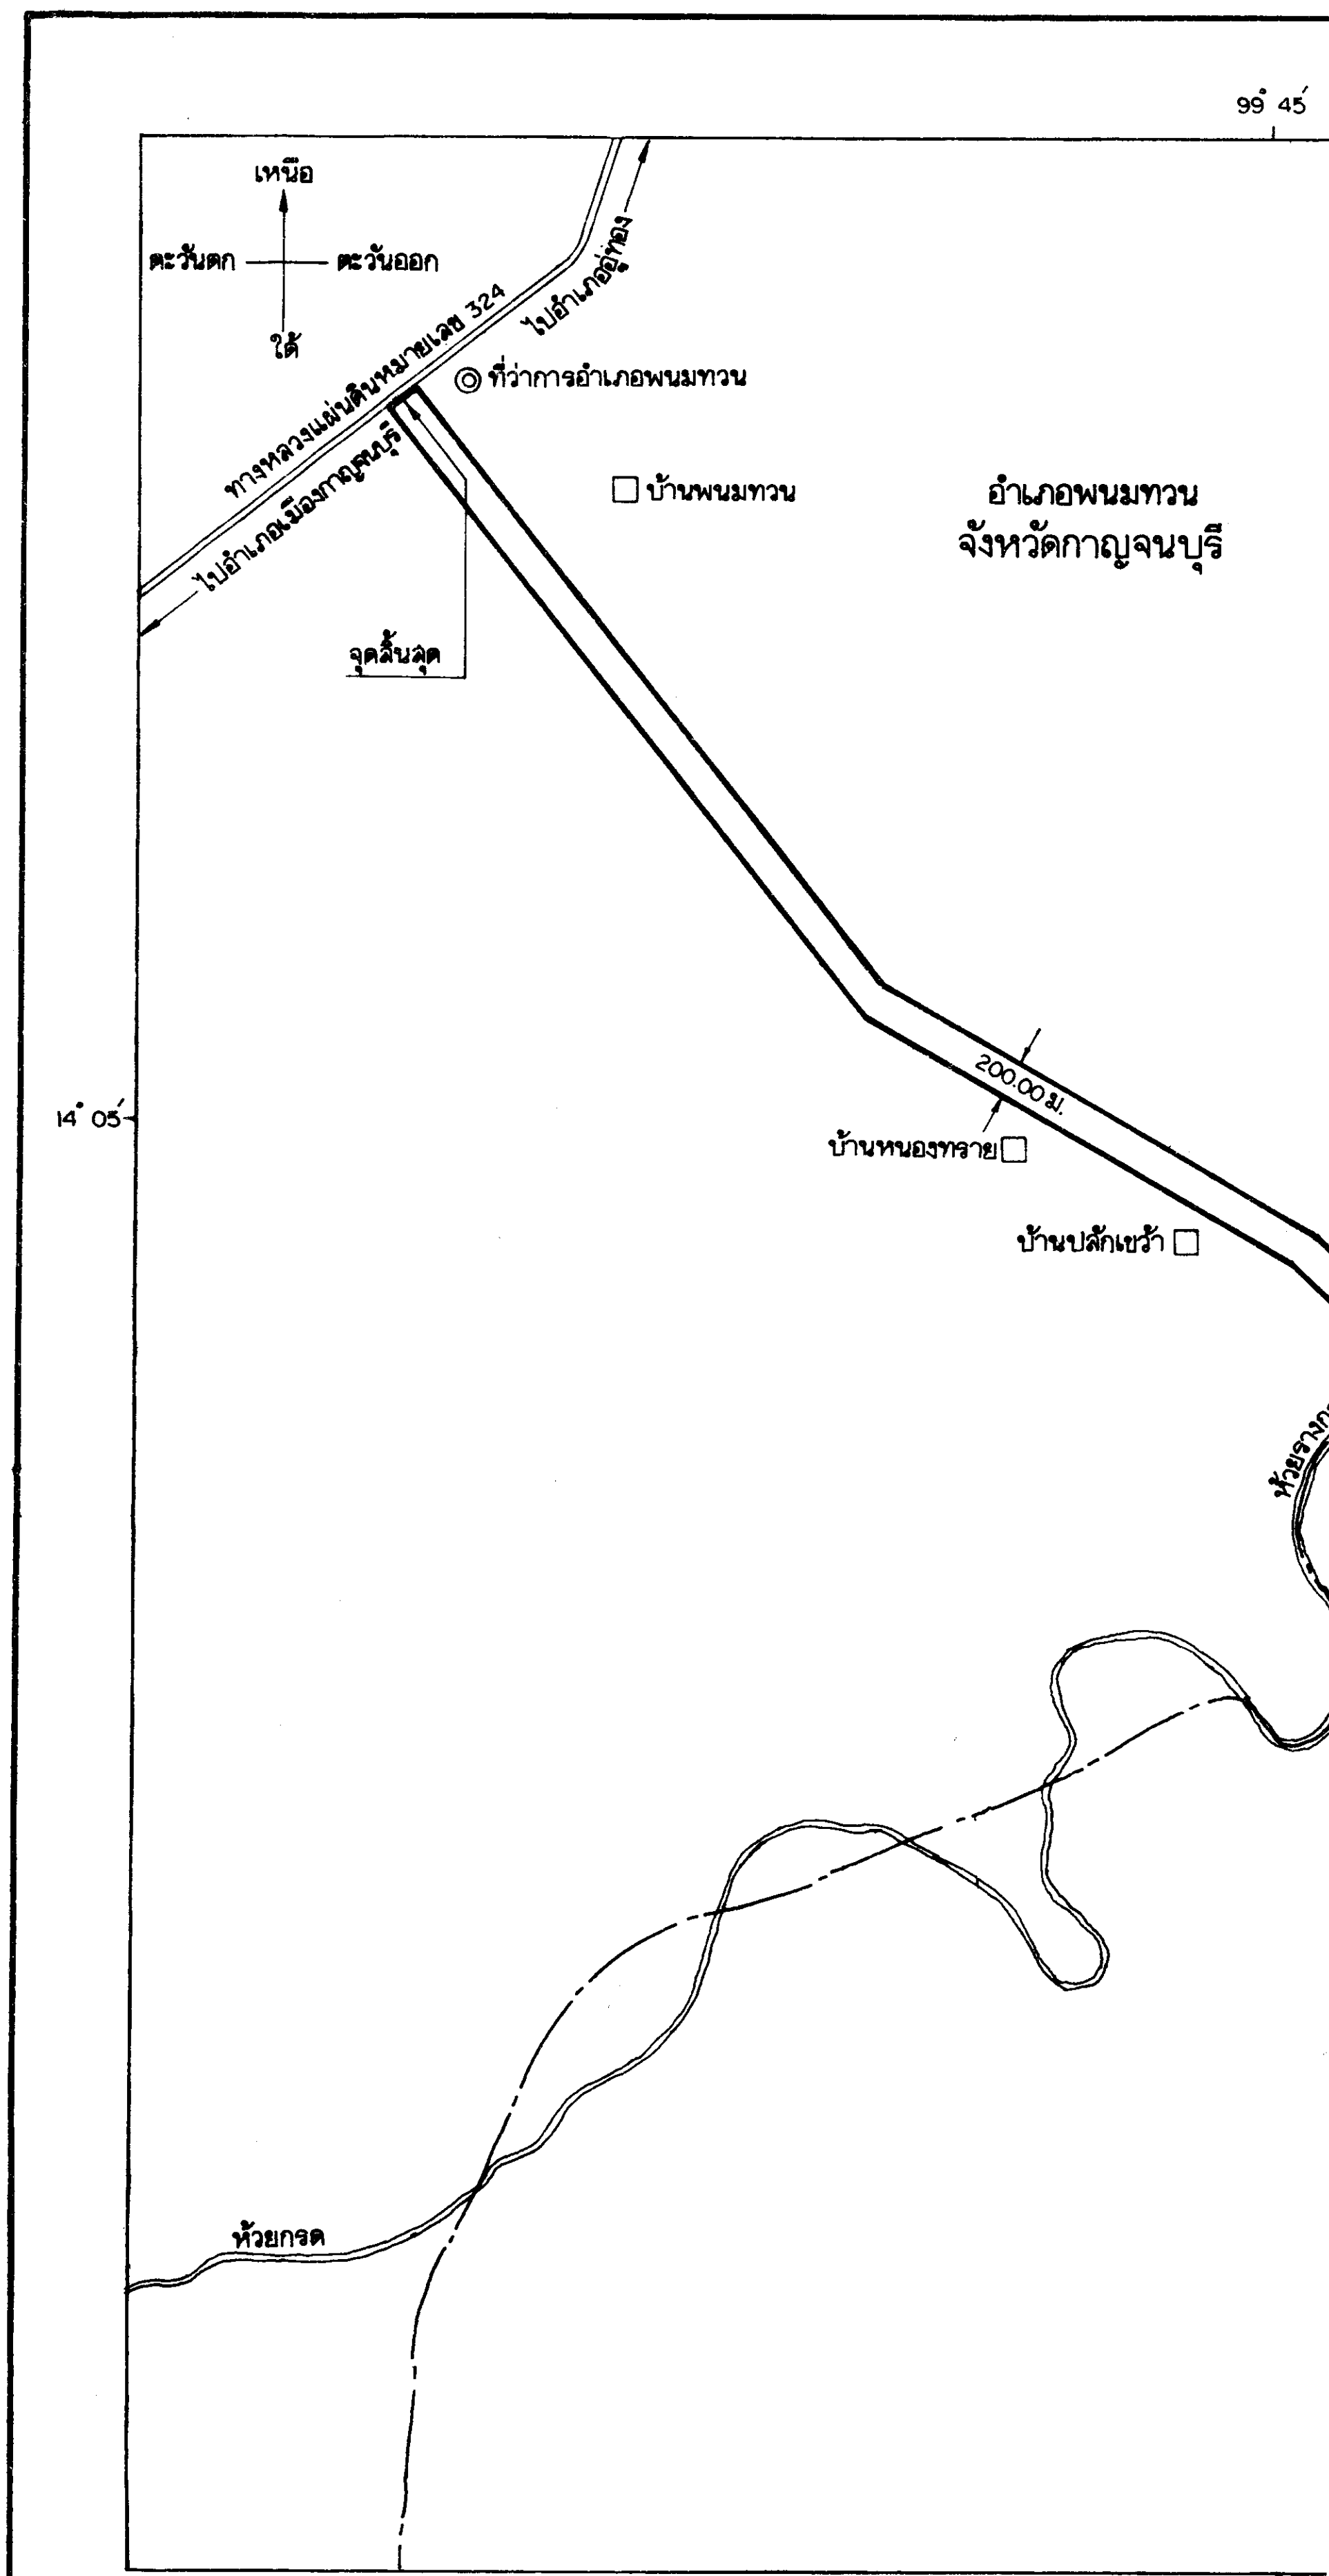 99° 45′
เหนือ
ตะวันตก
ตะวันออก
ใต้
ทางหลวงแผ่นดินหมายเลข 324
ไปอำเภออู่ทอง
ที่ว่าการอำเภอพนมทวน
ไปอำเภอเมืองกาญจนบุรี
บ้านพนมทวน
อำเภอพนมทวน
จังหวัดกาญจนบุรี
จุดสิ้นสุด
200.00 ม.
14° 05′
บ้านหนองทราย
บ้านปลักเขว้า
ห้วยกรด